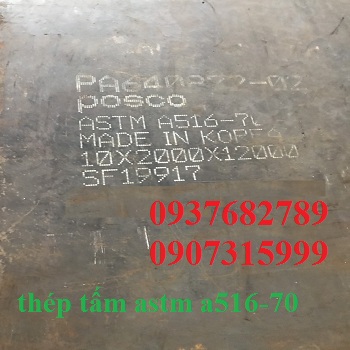 posco
ASTM A516-70
MADE IN KOREA
10X2000X12000
SF19917
0937682789
0907315999
thép tấm astm a516-70